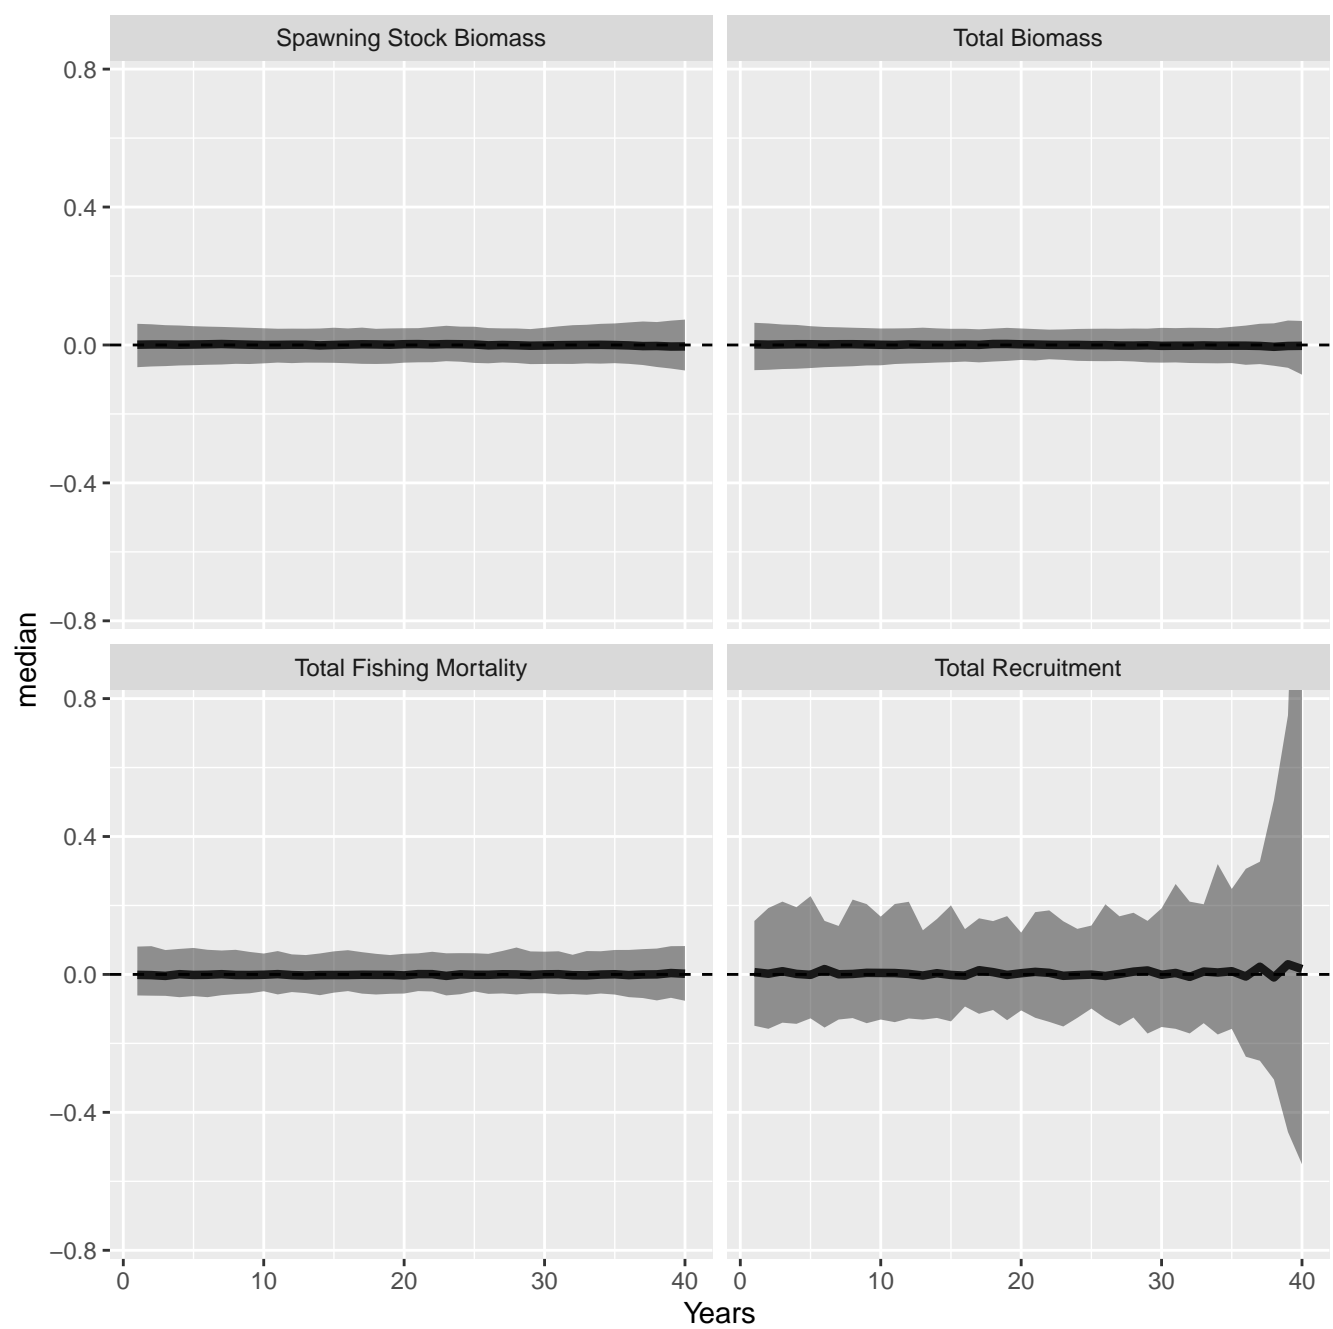 Spawning Stock Biomass
Total Biomass
0.8
0.4
0.0
−0.4
−0.8
median
Total Fishing Mortality
Total Recruitment
0.8
0.4
0.0
−0.4
−0.8
0 10 20 30 40
0 10 20 30 40
Years